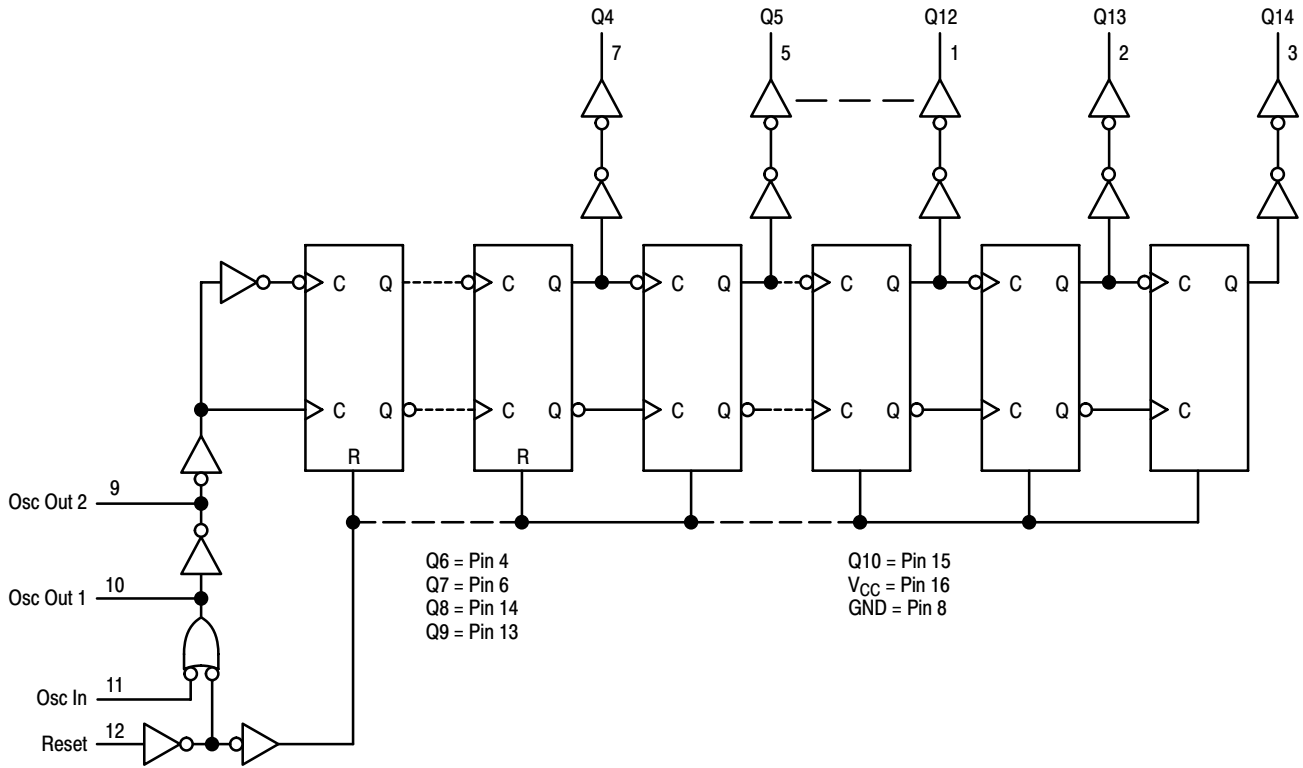 Q4 Q5 Q12 Q13 Q14
7 5 1 2 3
C Q C Q C Q C Q C Q C Q
C Q C Q C Q C Q C Q C
R R
Osc Out 2 9
Osc Out 1 10
Osc In 11
Reset 12
Q6 = Pin 4
Q7 = Pin 6
Q8 = Pin 14
Q9 = Pin 13
Q10 = Pin 15
VCC = Pin 16
GND = Pin 8